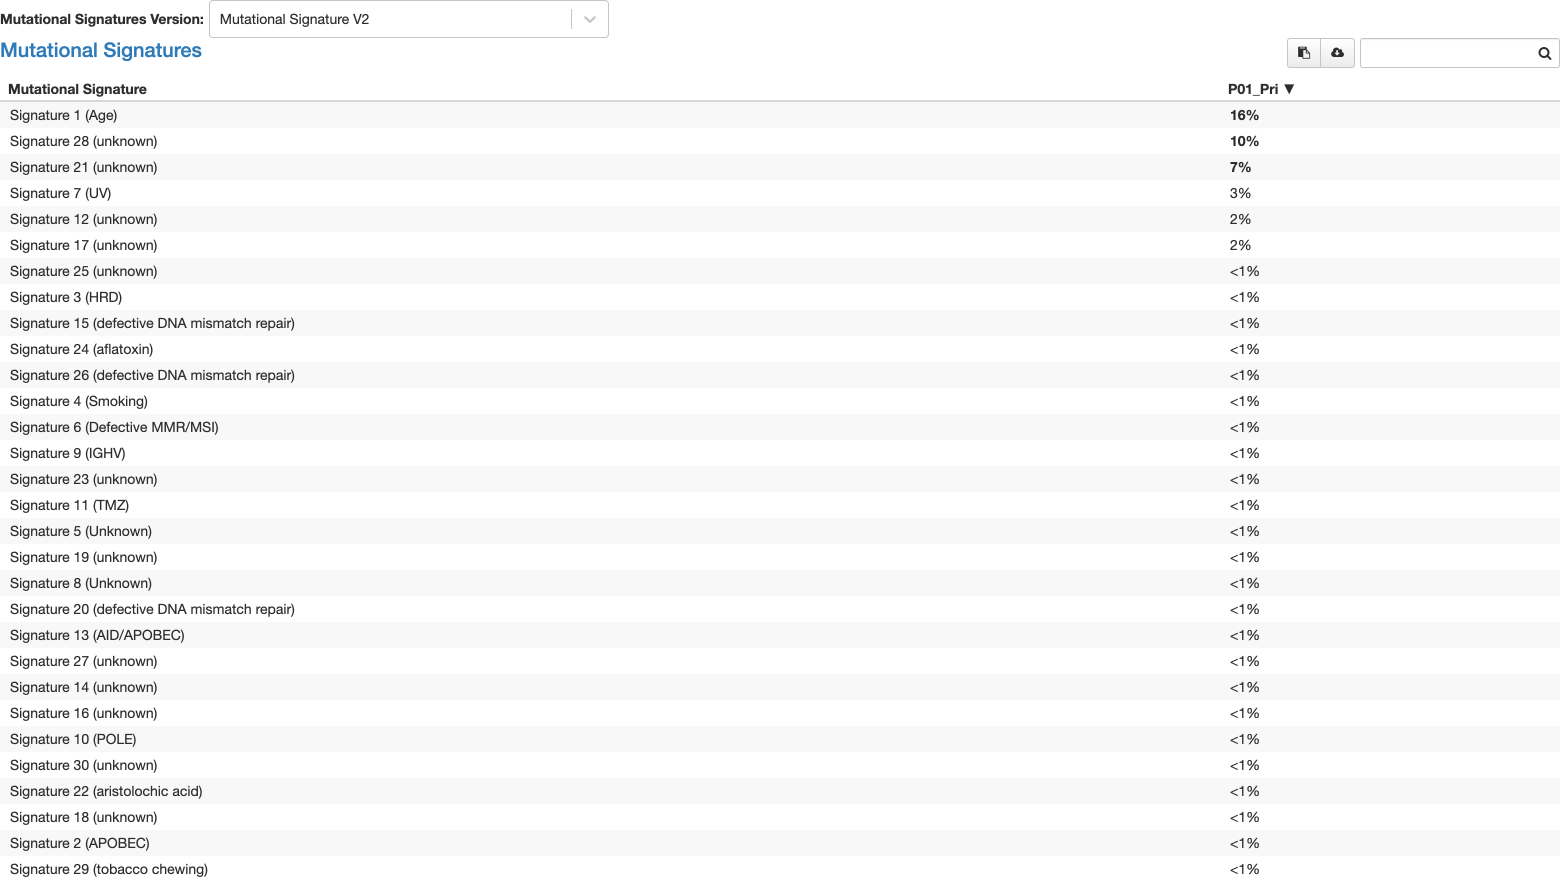 Mutational Signatures Version: Mutational Signature V2
Mutational Signatures
Mutational Signature P01_Pri ▼
Signature 1 (Age) 16%
Signature 28 (unknown) 10%
Signature 21 (unknown) 7%
Signature 7 (UV) 3%
Signature 12 (unknown) 2%
Signature 17 (unknown) 2%
Signature 25 (unknown) <1%
Signature 3 (HRD) <1%
Signature 15 (defective DNA mismatch repair) <1%
Signature 24 (aflatoxin) <1%
Signature 26 (defective DNA mismatch repair) <1%
Signature 4 (Smoking) <1%
Signature 6 (Defective MMR/MSI) <1%
Signature 9 (IGHV) <1%
Signature 23 (unknown) <1%
Signature 11 (TMZ) <1%
Signature 5 (Unknown) <1%
Signature 19 (unknown) <1%
Signature 8 (Unknown) <1%
Signature 20 (defective DNA mismatch repair) <1%
Signature 13 (AID/APOBEC) <1%
Signature 27 (unknown) <1%
Signature 14 (unknown) <1%
Signature 16 (unknown) <1%
Signature 10 (POLE) <1%
Signature 30 (unknown) <1%
Signature 22 (aristolochic acid) <1%
Signature 18 (unknown) <1%
Signature 2 (APOBEC) <1%
Signature 29 (tobacco chewing) <1%